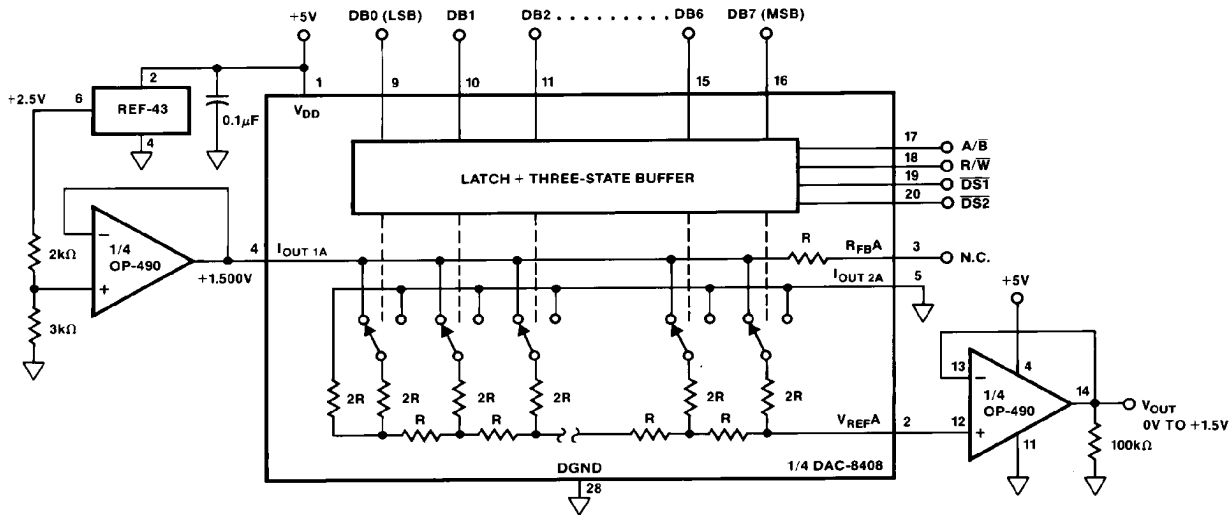 +5V
DB0 (LSB) DB1 DB2 . . . . . . . . . DB6 DB7 (MSB)
2 1 9 10 11 15 16
+2.5V 6 REF-43
0.1μF
V_DD
4
17 A/B̅
18 R/W̅
19 D̅S̅1̅
20 D̅S̅2̅
LATCH + THREE-STATE BUFFER
2kΩ
−
1/4
OP-490
+
+1.500V
3kΩ
4 I_OUT 1A
R R_FBA 3 N.C.
I_OUT 2A 5
+5V
2R 2R 2R 2R 2R 2R
R R R R
V_REFA 2
13 −
4
1/4
OP-490
14
12 +
11
V_OUT
0V TO +1.5V
100kΩ
DGND
28
1/4 DAC-8408